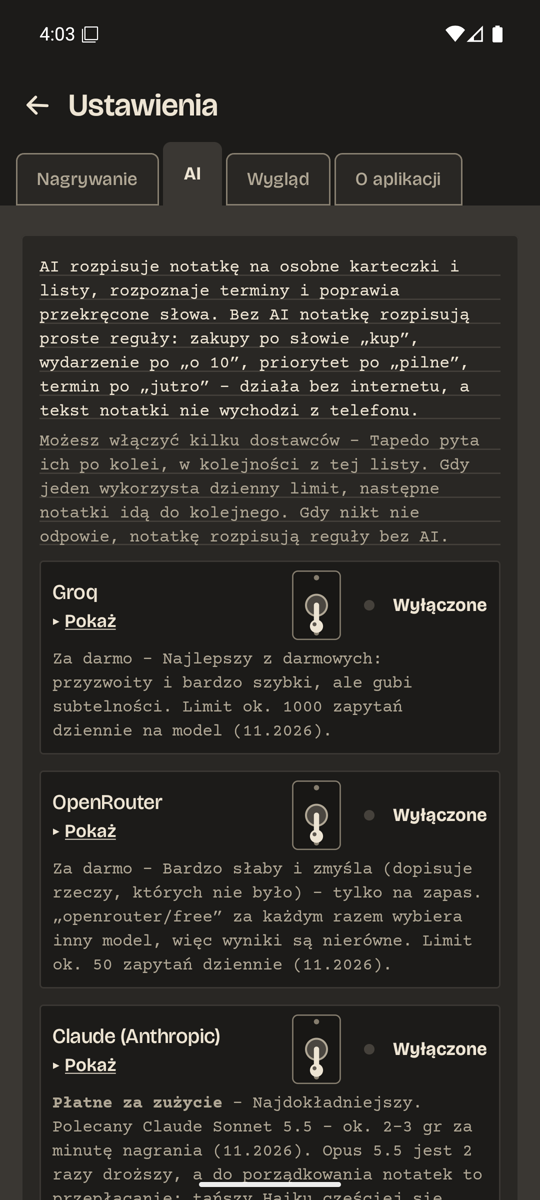 4:03
Ustawienia
Nagrywanie
AI
Wygląd
O aplikacji
AI rozpisuje notatkę na osobne karteczki i
listy, rozpoznaje terminy i poprawia
przekręcone słowa. Bez AI notatkę rozpisują
proste reguły: zakupy po słowie „kup”,
wydarzenie po „o 10”, priorytet po „pilne”,
termin po „jutro” – działa bez internetu, a
tekst notatki nie wychodzi z telefonu.
Możesz włączyć kilku dostawców – Tapedo pyta
ich po kolei, w kolejności z tej listy. Gdy
jeden wykorzysta dzienny limit, następne
notatki idą do kolejnego. Gdy nikt nie
odpowie, notatkę rozpisują reguły bez AI.
Groq
Wyłączone
▸ Pokaż
Za darmo – Najlepszy z darmowych:
przyzwoity i bardzo szybki, ale gubi
subtelności. Limit ok. 1000 zapytań
dziennie na model (11.2026).
OpenRouter
Wyłączone
▸ Pokaż
Za darmo – Bardzo słaby i zmyśla (dopisuje
rzeczy, których nie było) – tylko na zapas.
„openrouter/free” za każdym razem wybiera
inny model, więc wyniki są nierówne. Limit
ok. 50 zapytań dziennie (11.2026).
Claude (Anthropic)
Wyłączone
▸ Pokaż
Płatne za zużycie – Najdokładniejszy.
Polecany Claude Sonnet 5.5 – ok. 2–3 gr za
minutę nagrania (11.2026). Opus 5.5 jest 2
razy droższy, a do porządkowania notatek to
przepłacanie; tańszy Haiku częściej się